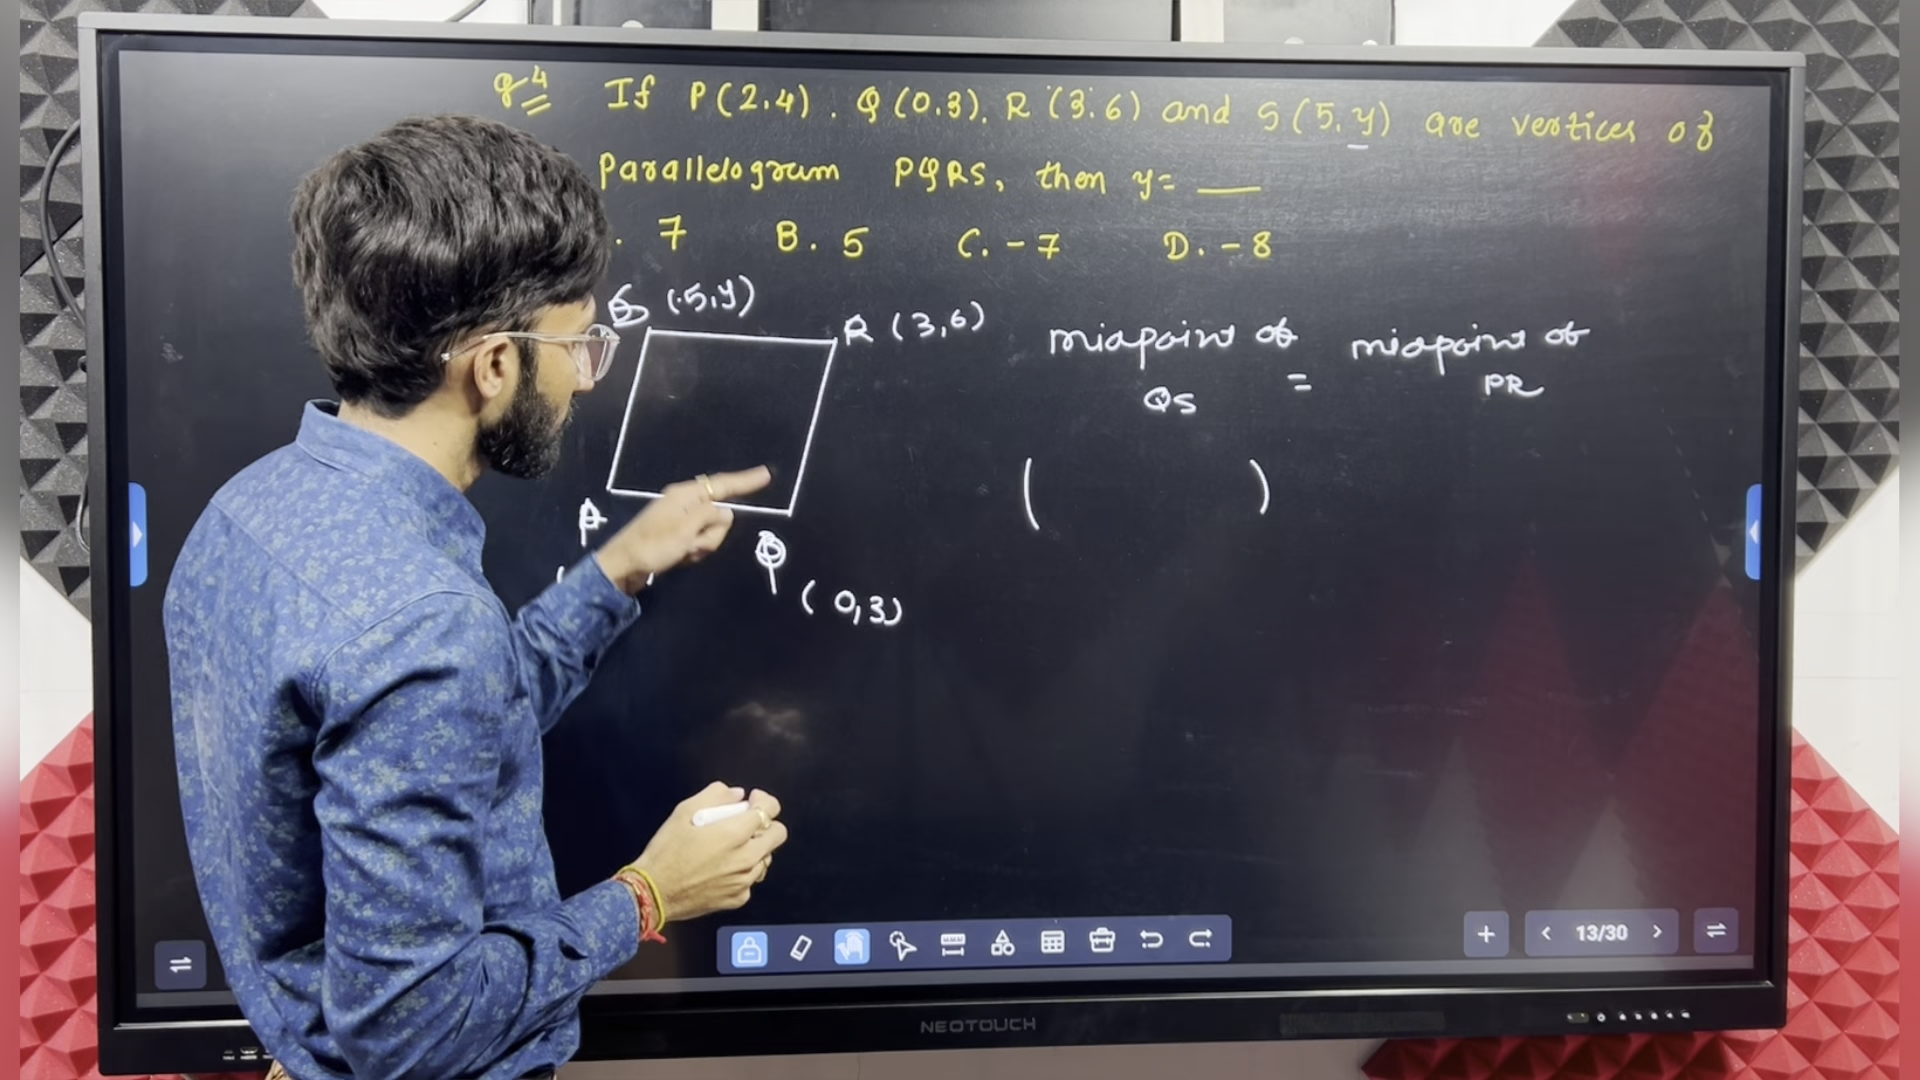 Q4 If P(2,4). Q(0.3). R(3.6) and S(5.y) are vertices of
Parallelogram PQRS, then y= __
. 7 B. 5 C. -7 D. -8
S (5,y)
R (3,6)
midpoint of = midpoint of
QS PR
( )
P
Q
(0,3)
13/30
NEOTOUCH